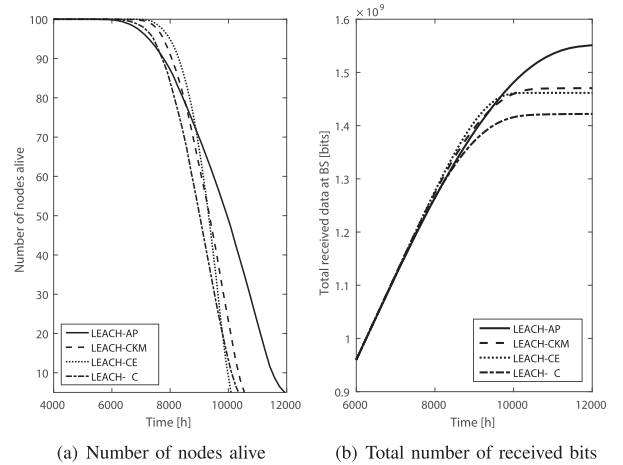 100
90
80
70
60
50
40
30
20
10
Number of nodes alive
LEACH-AP
LEACH-CKM
LEACH-CE
LEACH- C
4000 6000 8000 10000 12000
Time [h]
(a) Number of nodes alive
×10⁹
1.6
1.5
1.4
1.3
1.2
1.1
1
0.9
Total received data at BS [bits]
LEACH-AP
LEACH-CKM
LEACH-CE
LEACH- C
6000 8000 10000 12000
Time [h]
(b) Total number of received bits